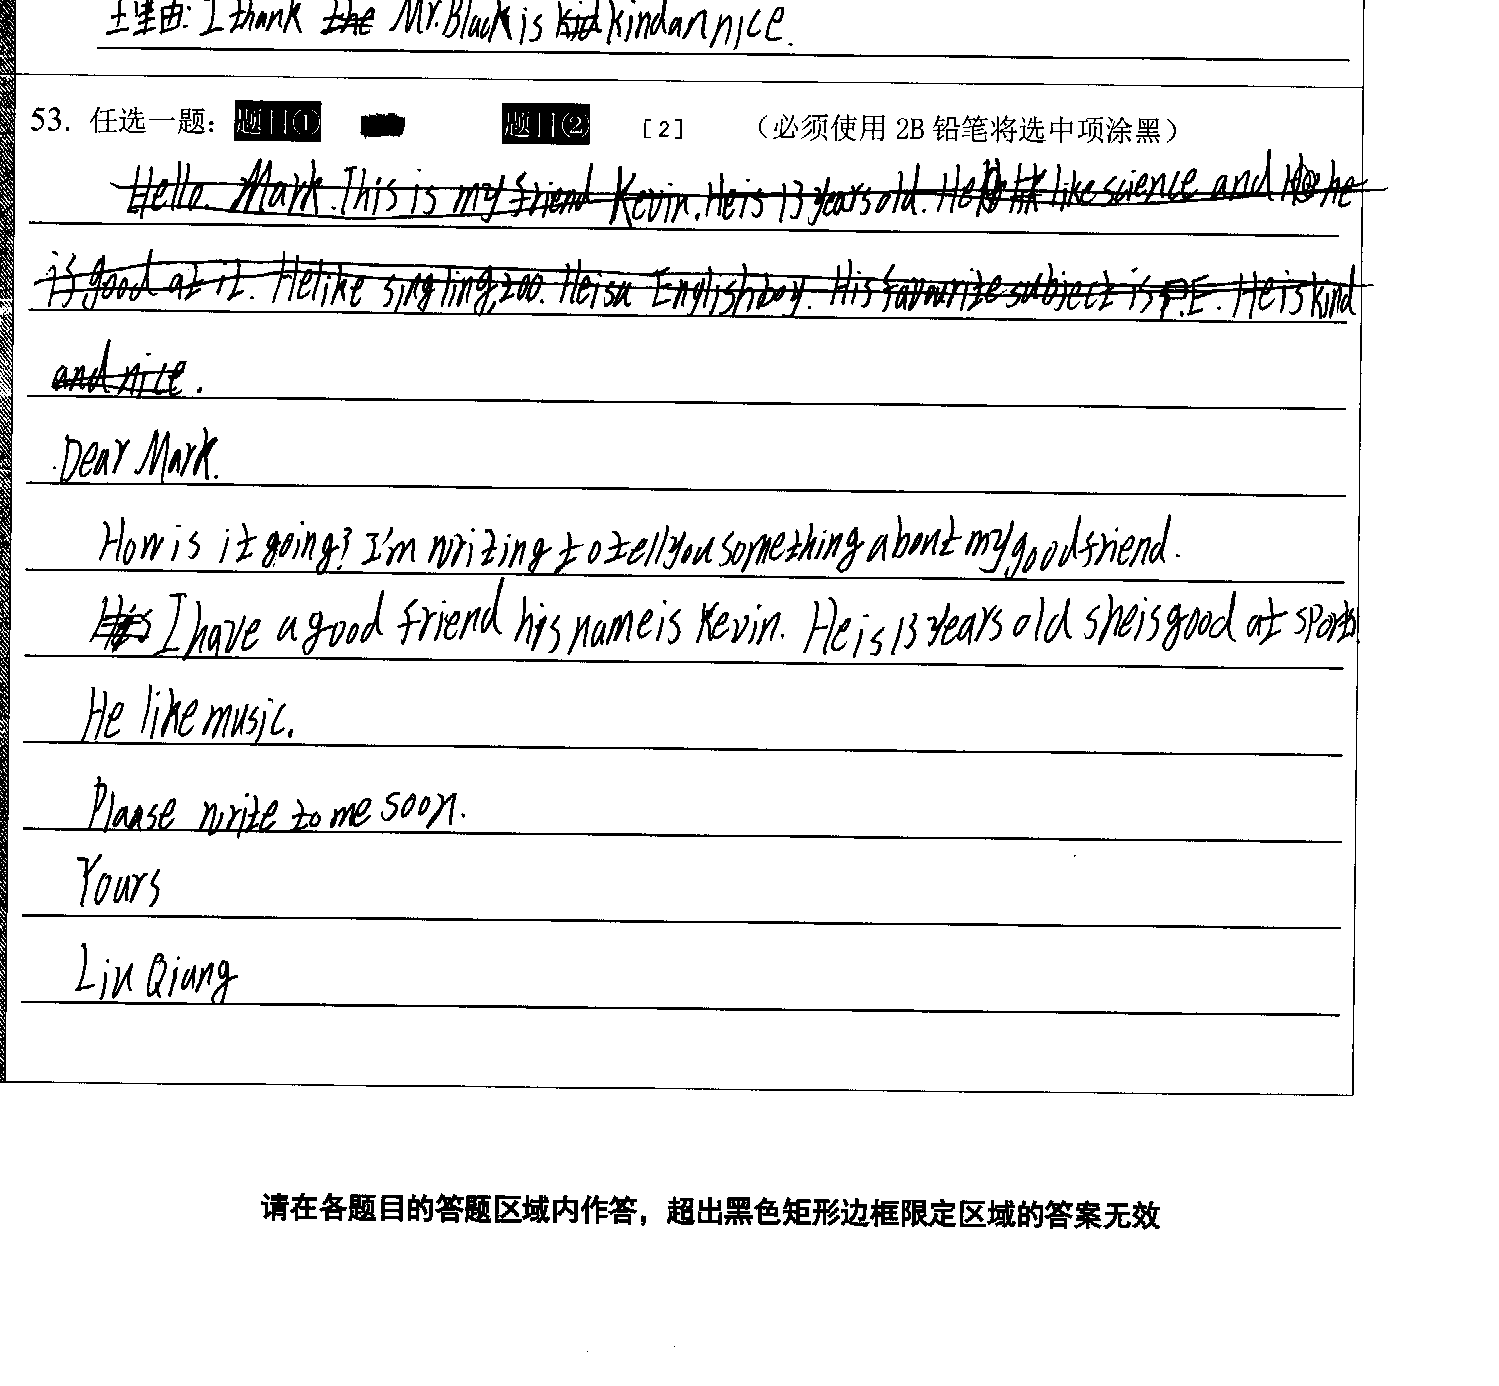 理由: I thank the Mr. Black is kid kind an nice.
53. 任选一题: 题目① 题目② [2] (必须使用 2B 铅笔将选中项涂黑)
Hello. Mark. This is my friend Kevin. He is 13 years old. He like science and he
is good at it. He like singting, too. He is a English boy. His favourite subject is P.E. He is kind
and nice.
Dear Mark.
How is it going? I'm writing to tell you something about my good friend.
His I have a good friend his name is Kevin. He is 13 years old she is good at sports.
He like music.
Plaase write to me soon.
Yours
Liu Qiang
请在各题目的答题区域内作答，超出黑色矩形边框限定区域的答案无效